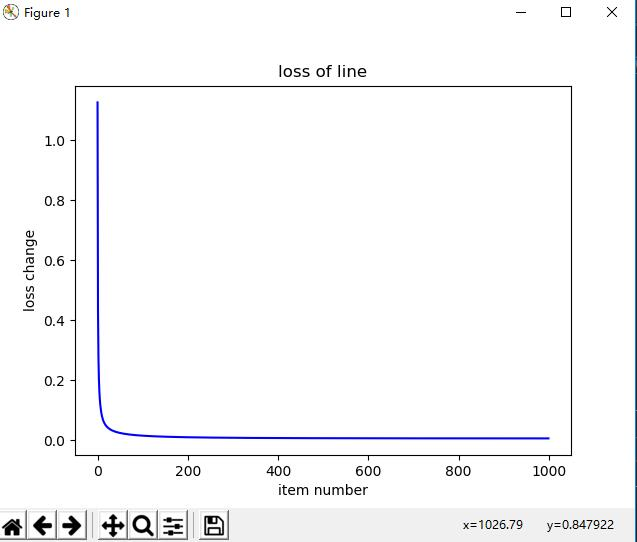 Figure 1
loss of line
loss change
1.0
0.8
0.6
0.4
0.2
0.0
0 200 400 600 800 1000
item number
x=1026.79 y=0.847922